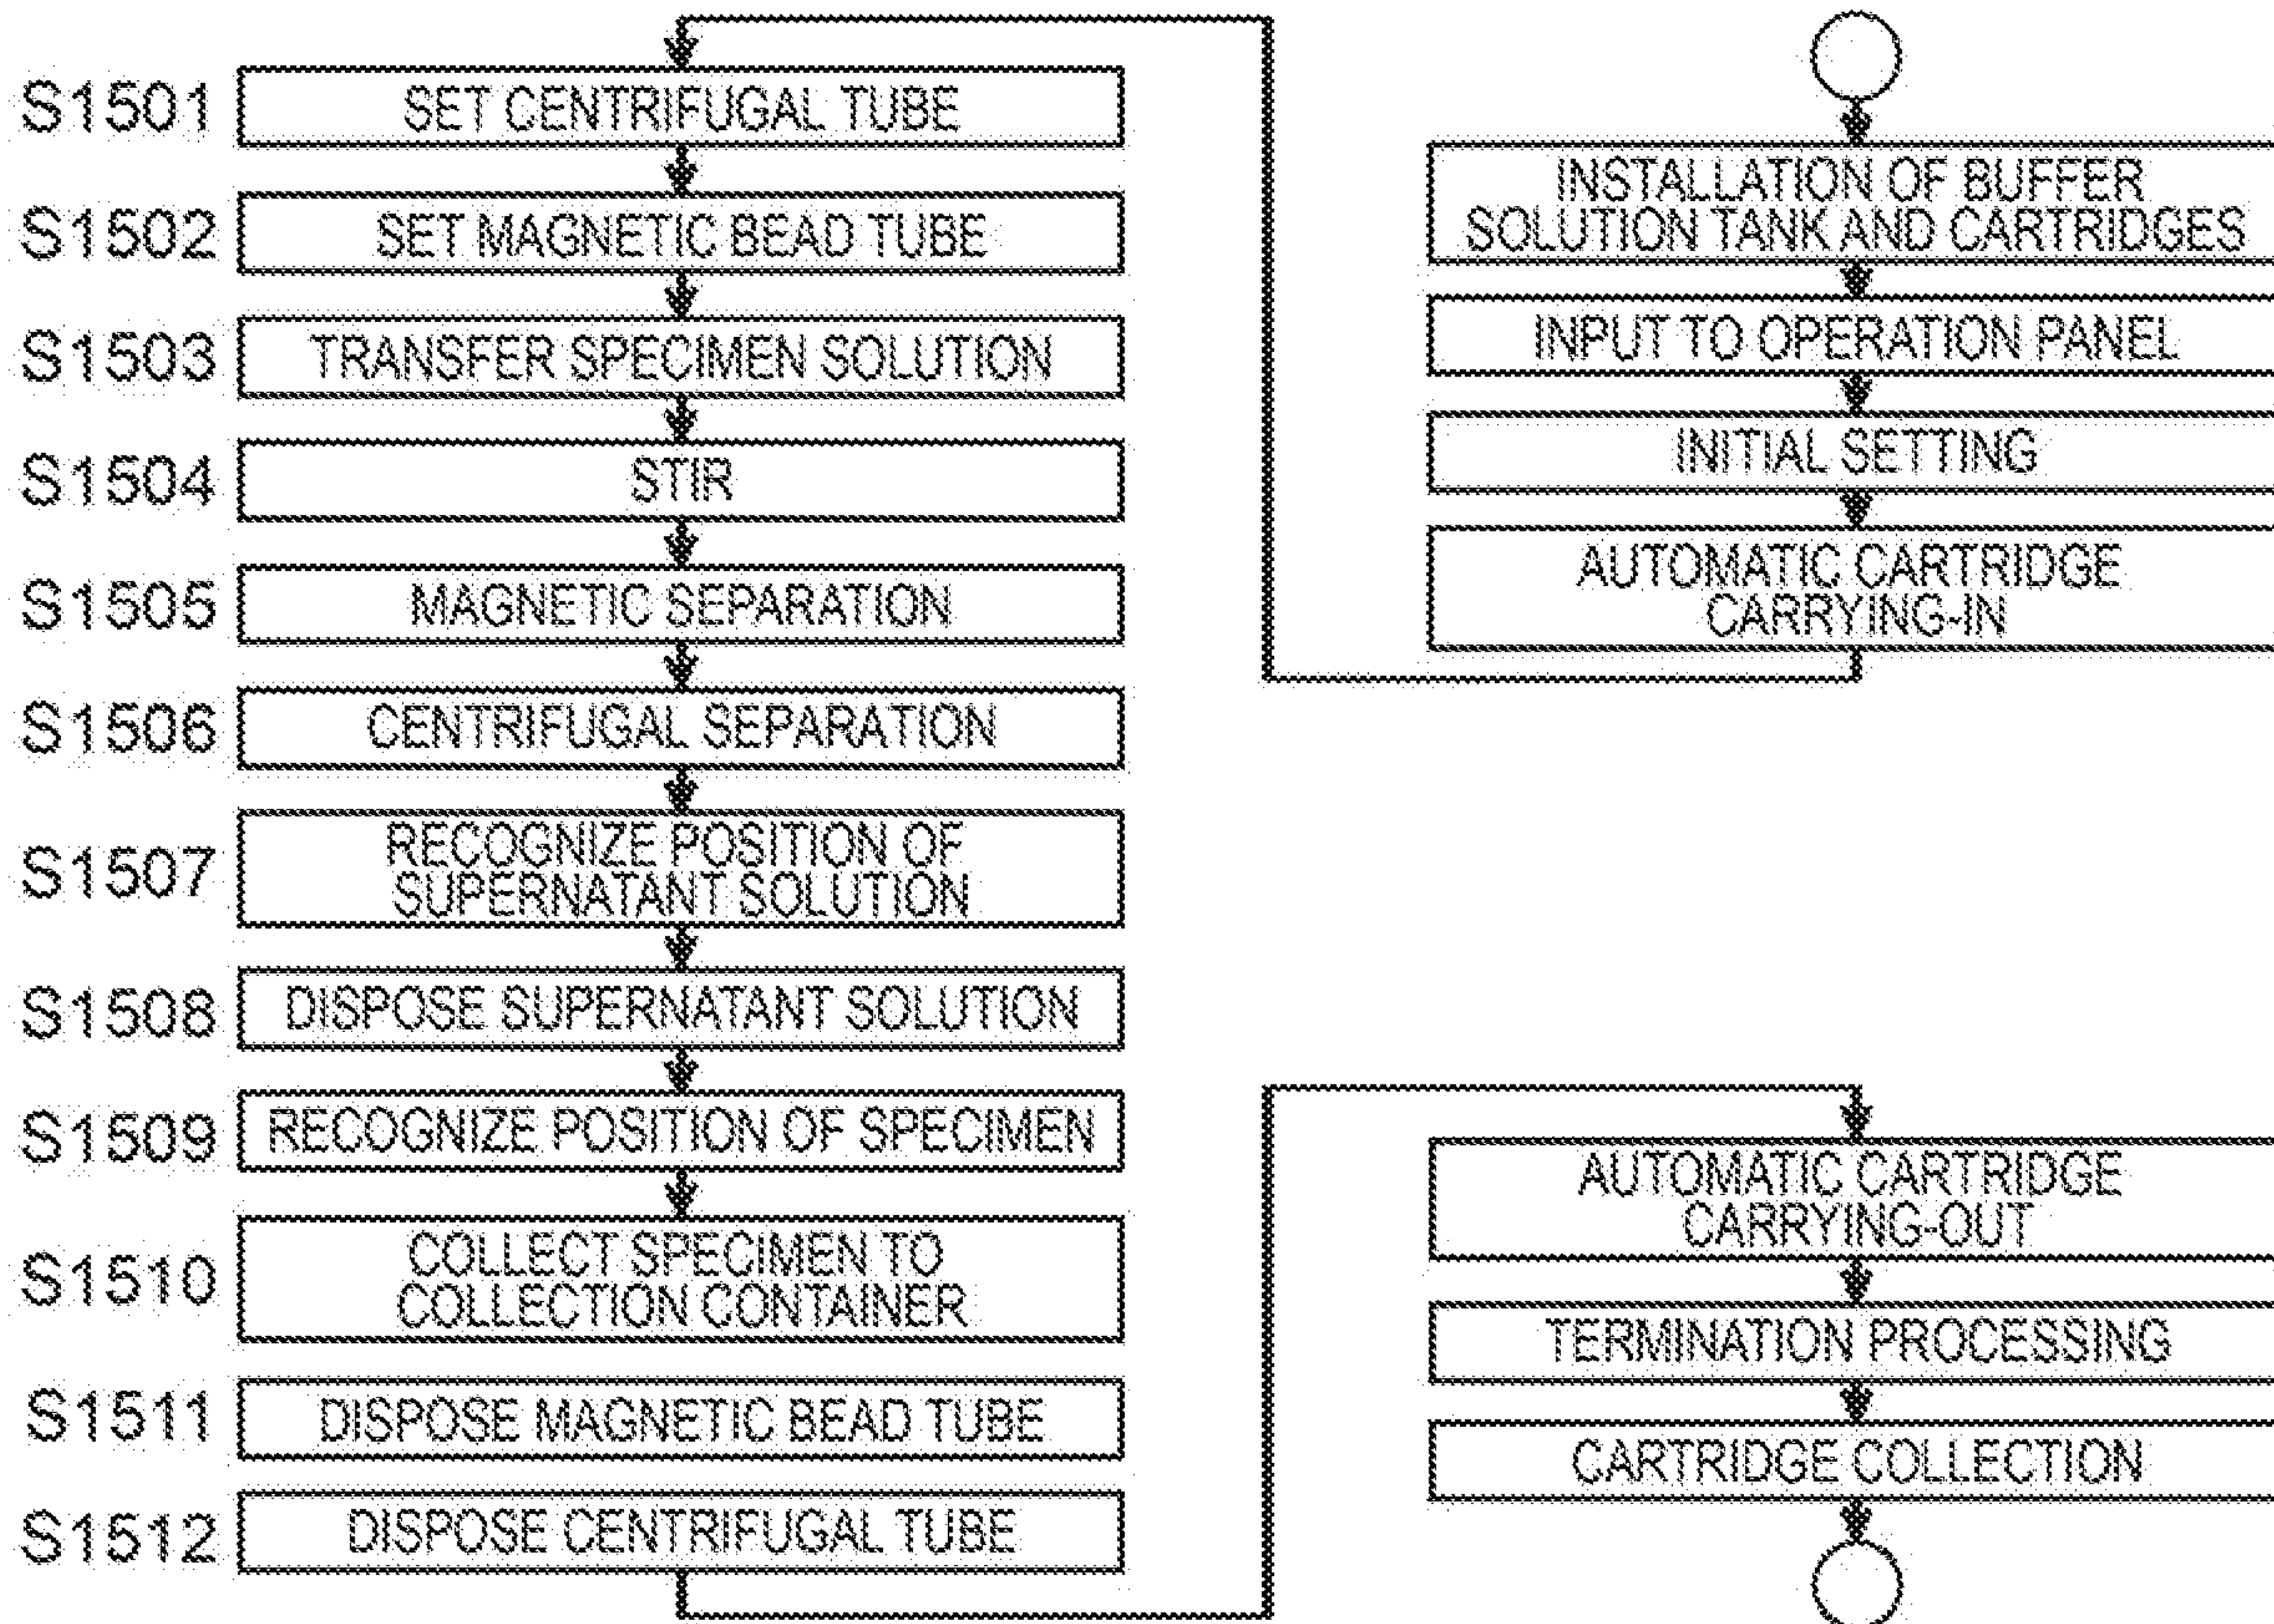 S1501 SET CENTRIFUGAL TUBE
S1502 SET MAGNETIC BEAD TUBE
S1503 TRANSFER SPECIMEN SOLUTION
S1504 STIR
S1505 MAGNETIC SEPARATION
S1506 CENTRIFUGAL SEPARATION
S1507 RECOGNIZE POSITION OF
SUPERNATANT SOLUTION
S1508 DISPOSE SUPERNATANT SOLUTION
S1509 RECOGNIZE POSITION OF SPECIMEN
S1510 COLLECT SPECIMEN TO
COLLECTION CONTAINER
S1511 DISPOSE MAGNETIC BEAD TUBE
S1512 DISPOSE CENTRIFUGAL TUBE
INSTALLATION OF BUFFER
SOLUTION TANK AND CARTRIDGES
INPUT TO OPERATION PANEL
INITIAL SETTING
AUTOMATIC CARTRIDGE
CARRYING-IN
AUTOMATIC CARTRIDGE
CARRYING-OUT
TERMINATION PROCESSING
CARTRIDGE COLLECTION